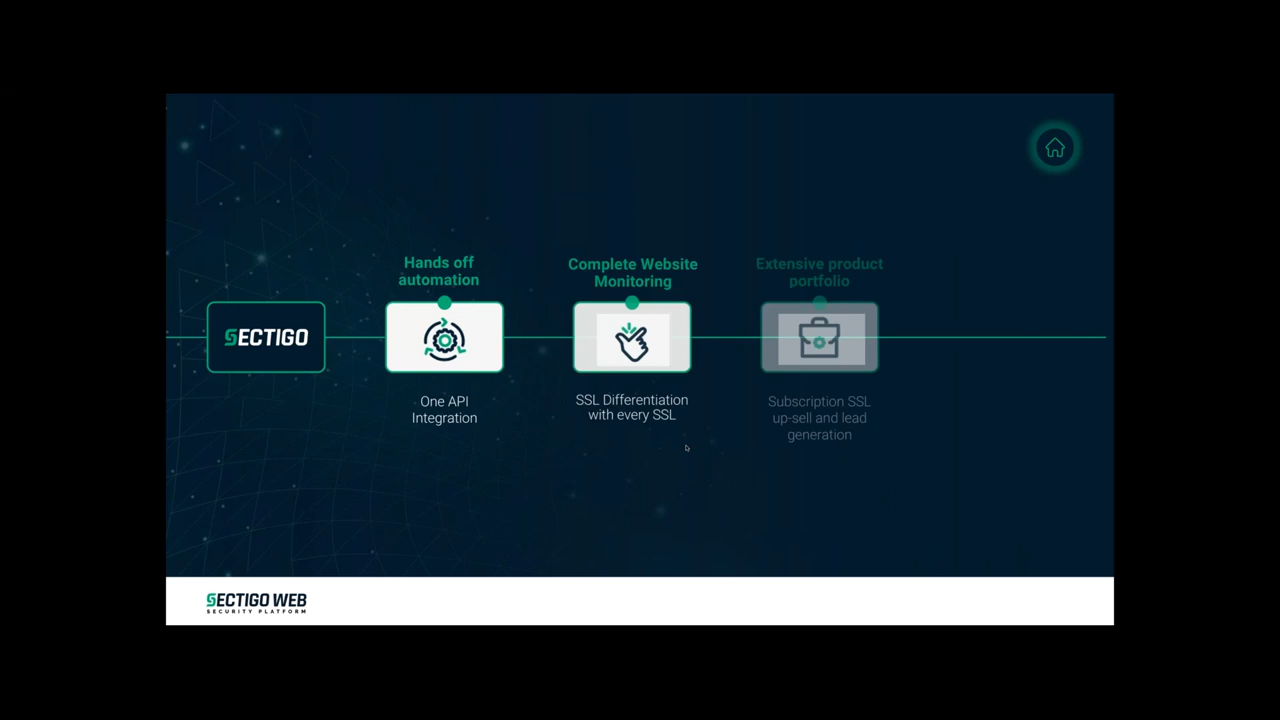 Hands off
automation
Complete Website
Monitoring
Extensive product
portfolio
SECTIGO
One API
Integration
SSL Differentiation
with every SSL
Subscription SSL
up-sell and lead
generation
SECTIGO WEB
SECURITY PLATFORM